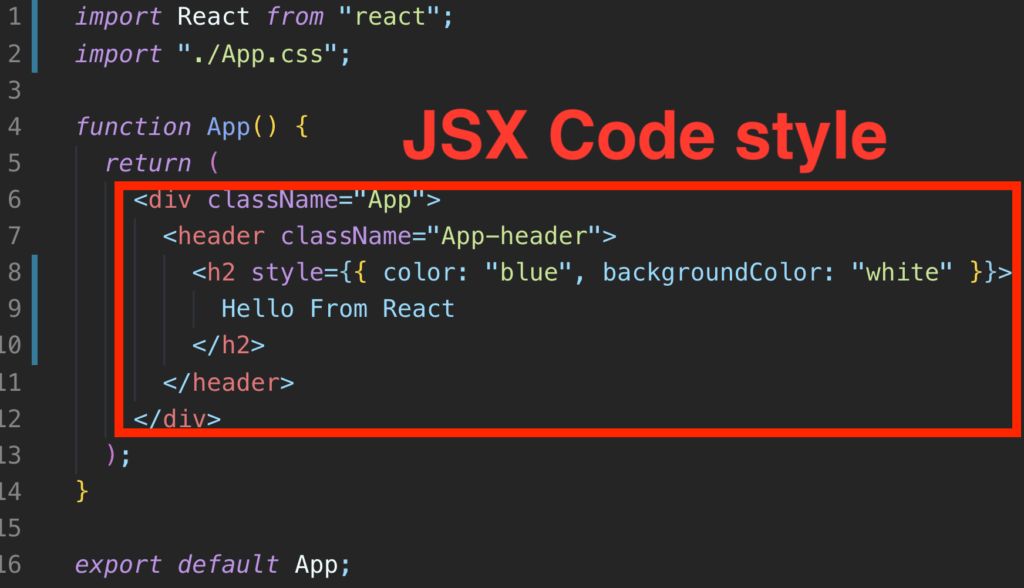 1 import React from "react";
2 import "./App.css";
3
4 function App() {
JSX Code style
5 return (
6 <div className="App">
7 <header className="App-header">
8 <h2 style={{ color: "blue", backgroundColor: "white" }}>
9 Hello From React
10 </h2>
11 </header>
12 </div>
13 );
14 }
15
16 export default App;